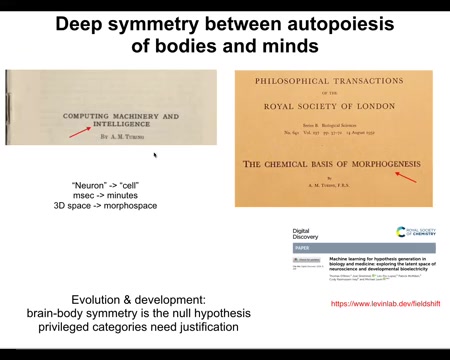 Deep symmetry between autopoiesis
of bodies and minds
COMPUTING MACHINERY AND
INTELLIGENCE
By A. M. Turing
PHILOSOPHICAL TRANSACTIONS
OF THE
ROYAL SOCIETY OF LONDON
Series B. Biological Sciences
No. 641 Vol. 237 pp. 37-72 14 August 1952
THE CHEMICAL BASIS OF MORPHOGENESIS
By
A. M. TURING, F.R.S.
"Neuron" -> "cell"
msec -> minutes
3D space -> morphospace
Digital
Discovery
ROYAL SOCIETY
OF CHEMISTRY
PAPER
Machine learning for hypothesis generation in
biology and medicine: exploring the latent space of
neuroscience and developmental bioelectricity
https://www.levinlab.dev/fieldshift
Evolution & development:
brain-body symmetry is the null hypothesis
privileged categories need justification